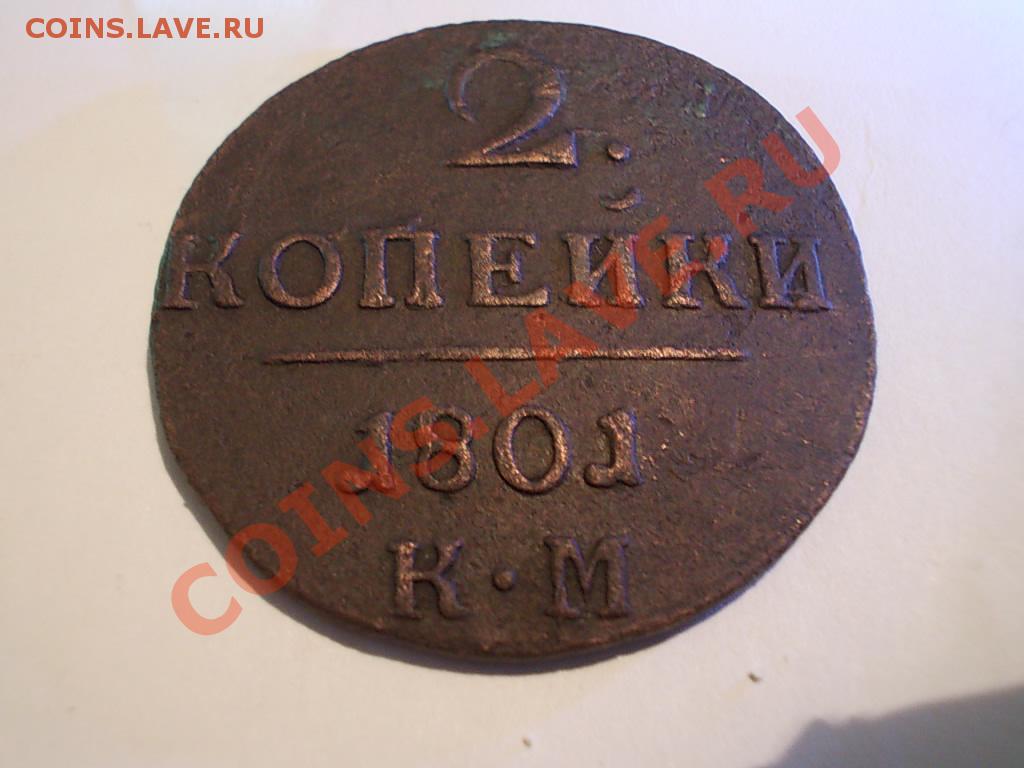 COINS.LAVE.RU
2.
КОПЕЙКИ
1801
К·М
COINS.LAVE.RU